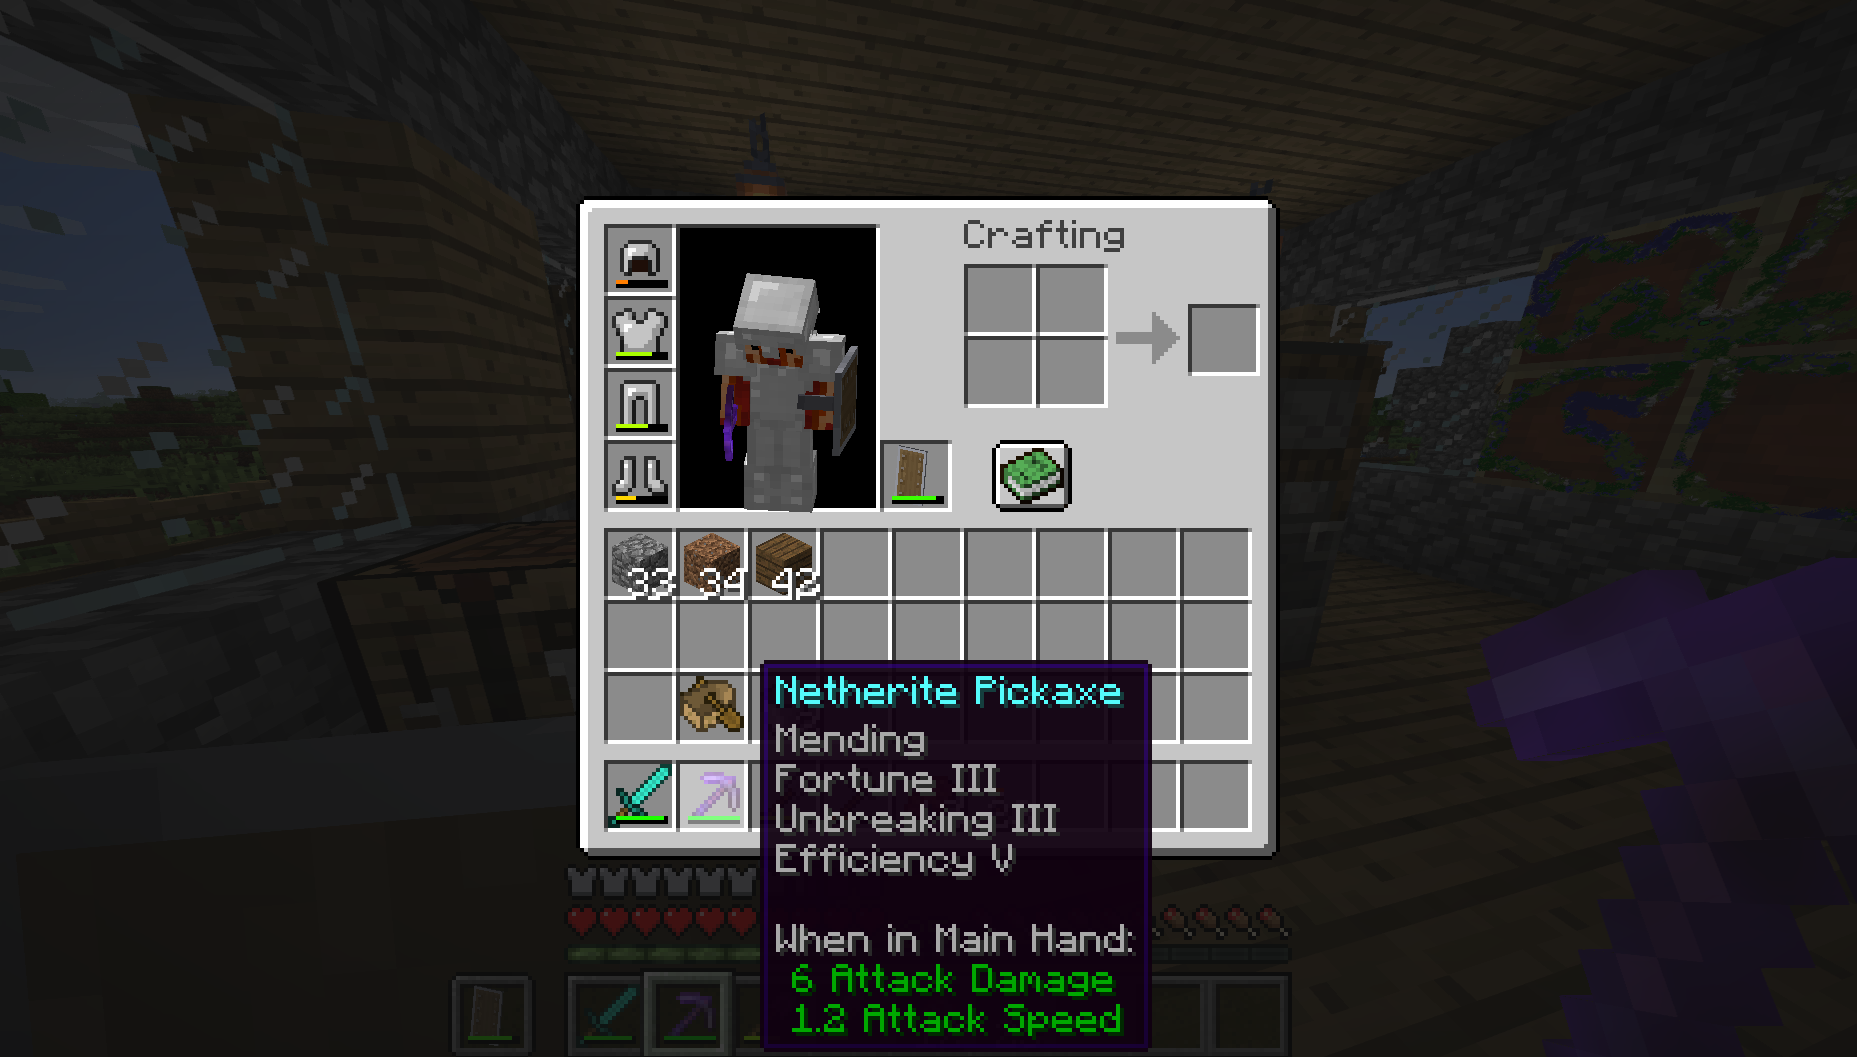 Crafting
33 34 42
Netherite Pickaxe
Mending
Fortune III
Unbreaking III
Efficiency V
When in Main Hand:
6 Attack Damage
1.2 Attack Speed